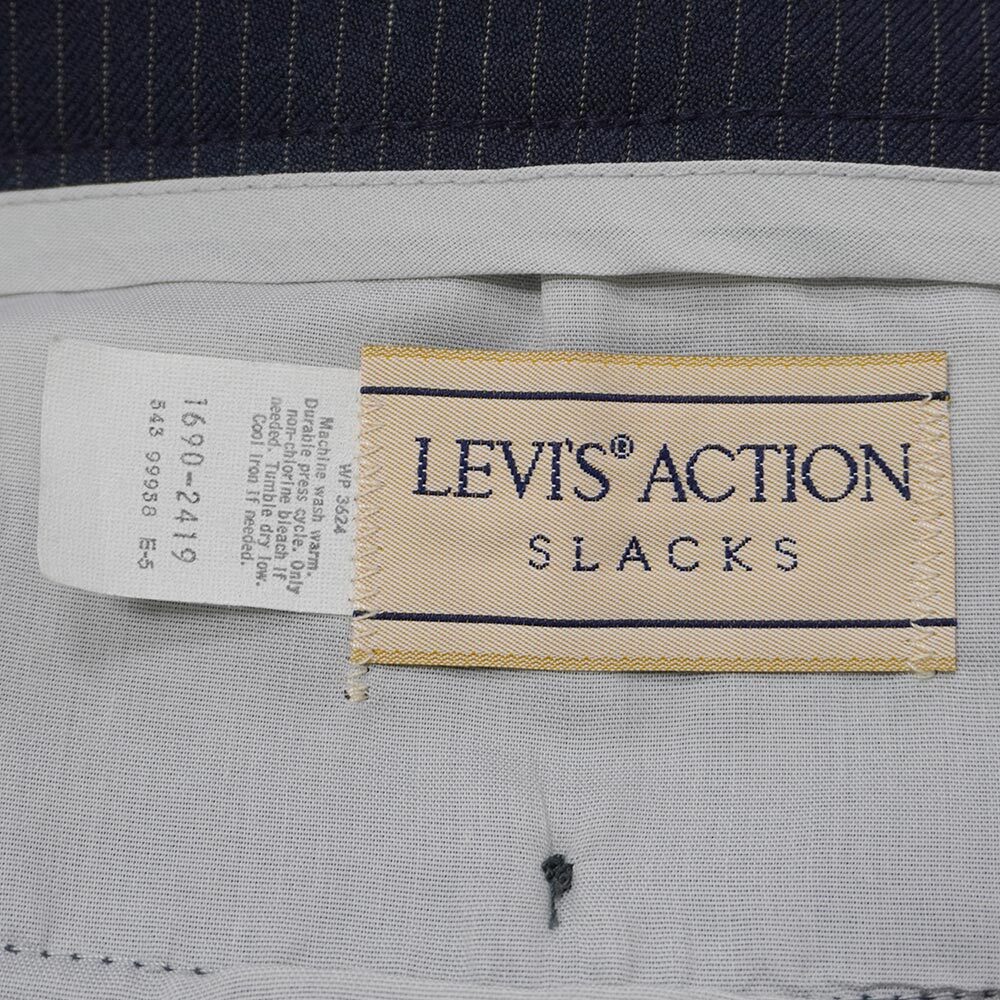 LEVI'S® ACTION
SLACKS
WP 3624
Machine wash warm.
Durable press cycle. Only
non-chlorine bleach if
needed. Tumble dry low.
Cool iron if needed.
1690-2419
543 99938 E-5